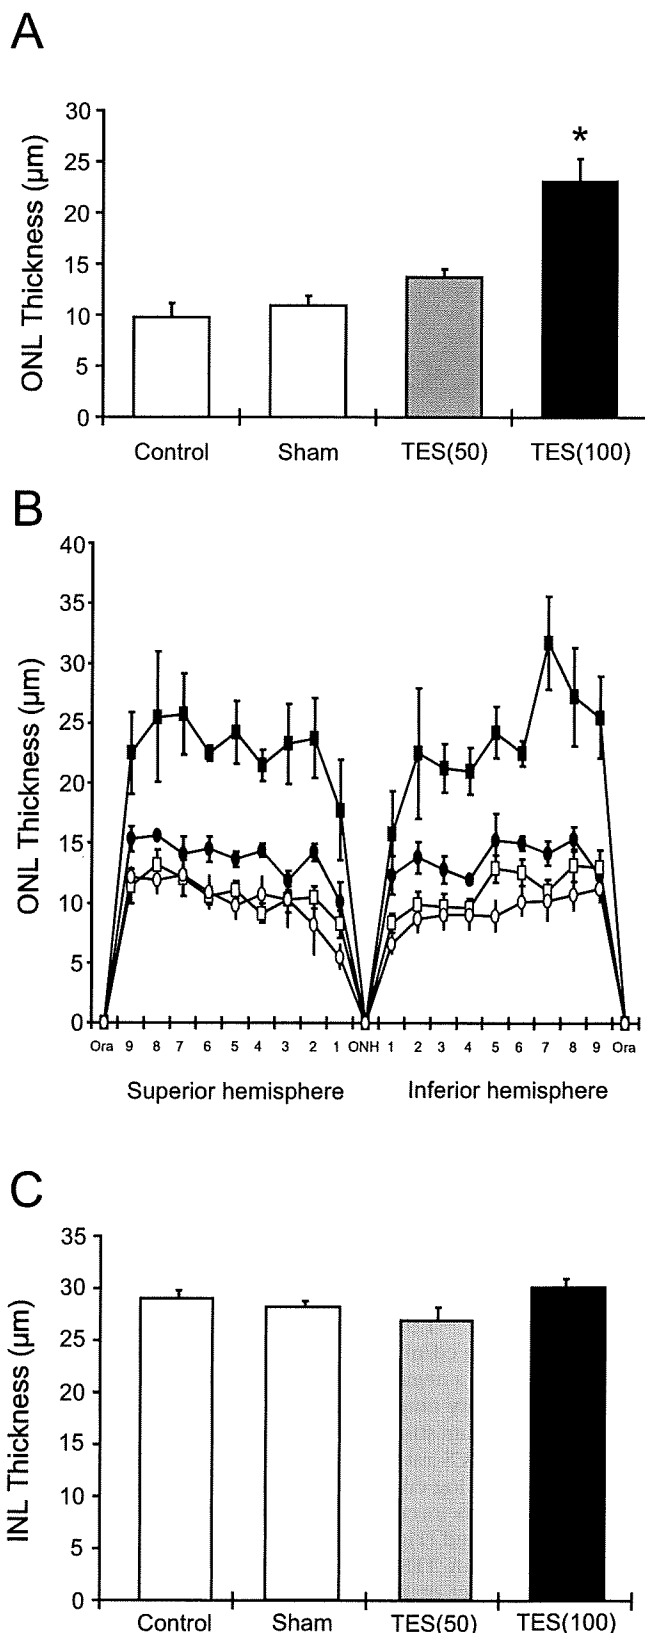 A
ONL Thickness (µm)
30
25
20
15
10
5
0
*
Control Sham TES(50) TES(100)
B
ONL Thickness (µm)
40
35
30
25
20
15
10
5
0
Ora 9 8 7 6 5 4 3 2 1 ONH 1 2 3 4 5 6 7 8 9 Ora
Superior hemisphere Inferior hemisphere
C
INL Thickness (µm)
35
30
25
20
15
10
5
0
Control Sham TES(50) TES(100)